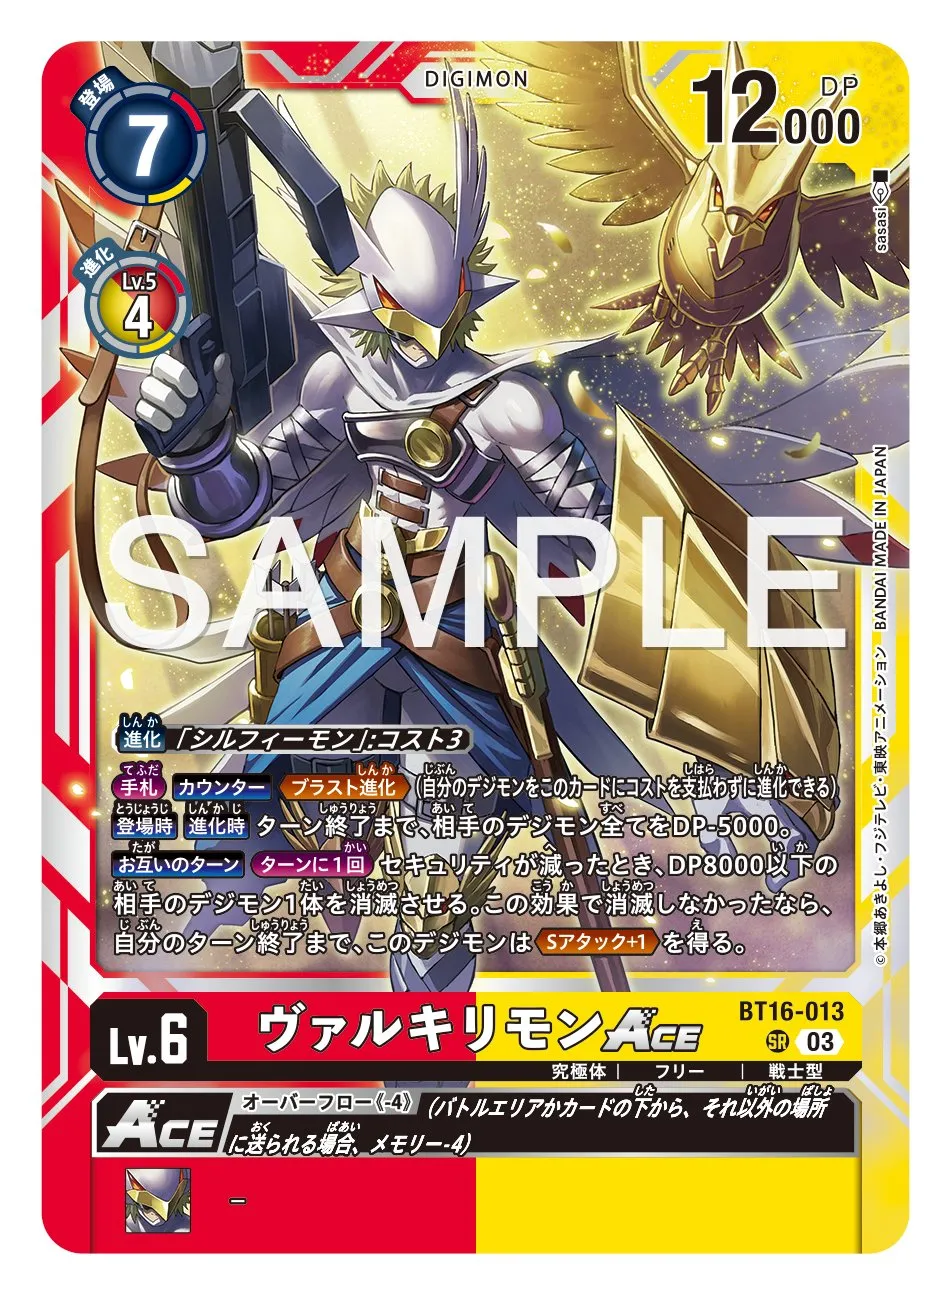 DIGIMON
登場
7
12000
DP
進化
Lv.5
4
sasasi
SAMPLE
進化 「シルフィーモン」:コスト3
手札 カウンター ブラスト進化 (自分のデジモンをこのカードにコストを支払わずに進化できる)
登場時 進化時 ターン終了まで、相手のデジモン全てをDP-5000。
お互いのターン ターンに1回 セキュリティが減ったとき、DP8000以下の
相手のデジモン1体を消滅させる。この効果で消滅しなかったなら、
自分のターン終了まで、このデジモンは Sアタック+1 を得る。
©本郷あきよし・フジテレビ・東映アニメーション BANDAI MADE IN JAPAN
Lv.6
ヴァルキリモンACE
BT16-013
SR 03
究極体 | フリー | 戦士型
ACE
オーバーフロー《-4》 (バトルエリアかカードの下から、それ以外の場所
に送られる場合、メモリー-4)
–